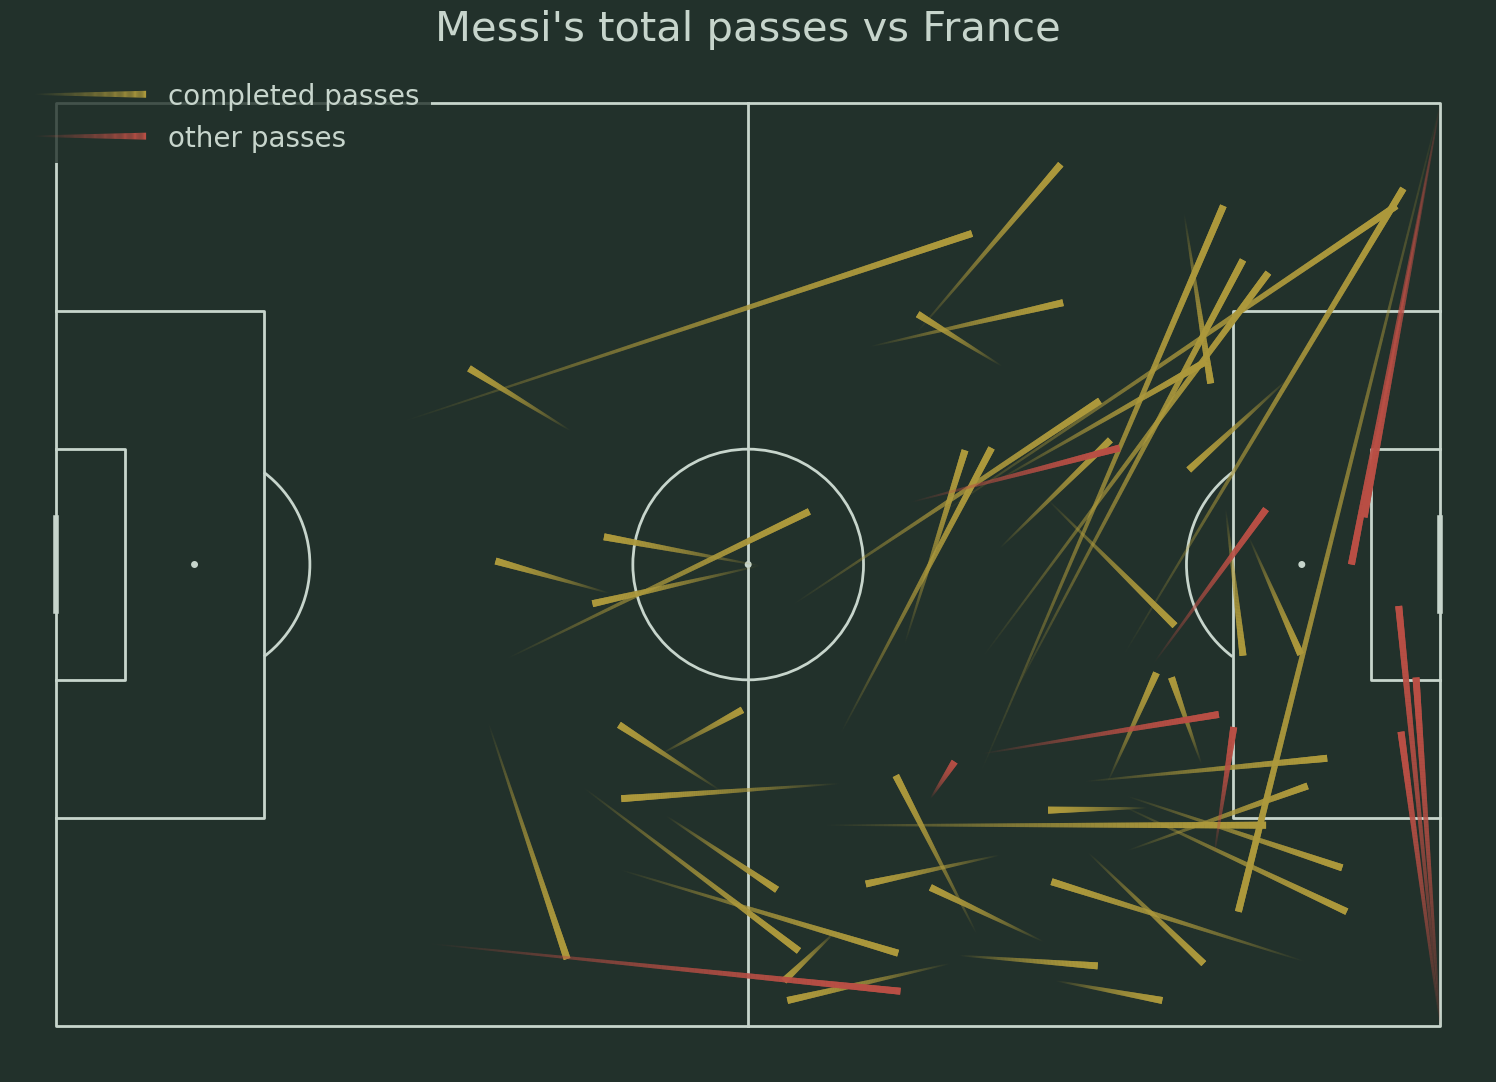 Messi's total passes vs France
completed passes
other passes